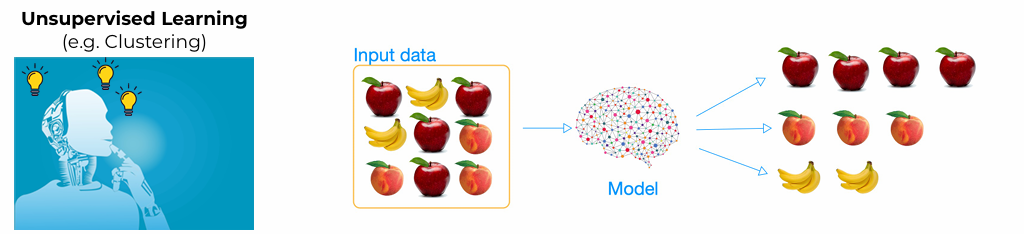 Unsupervised Learning
(e.g. Clustering)
Input data
Model